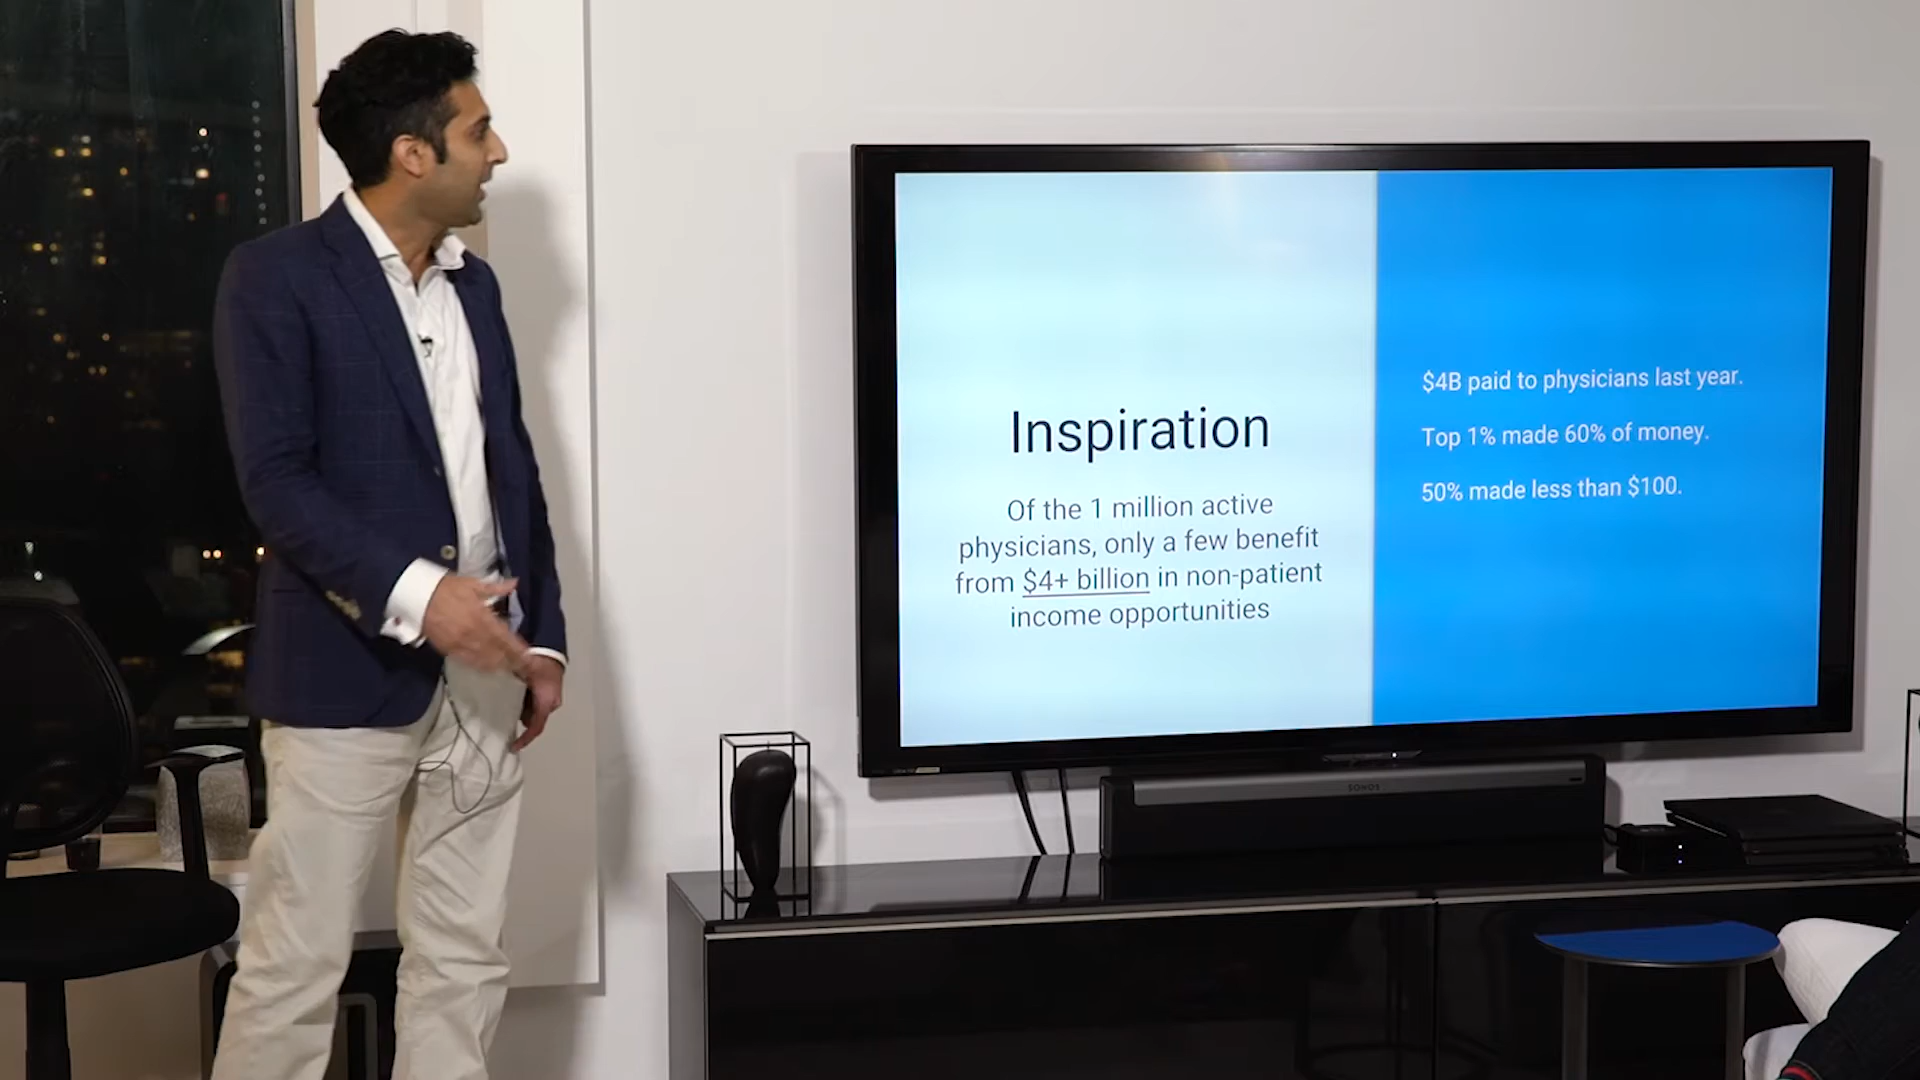 Inspiration
Of the 1 million active
physicians, only a few benefit
from $4+ billion in non-patient
income opportunities
$4B paid to physicians last year.
Top 1% made 60% of money.
50% made less than $100.
SONOS